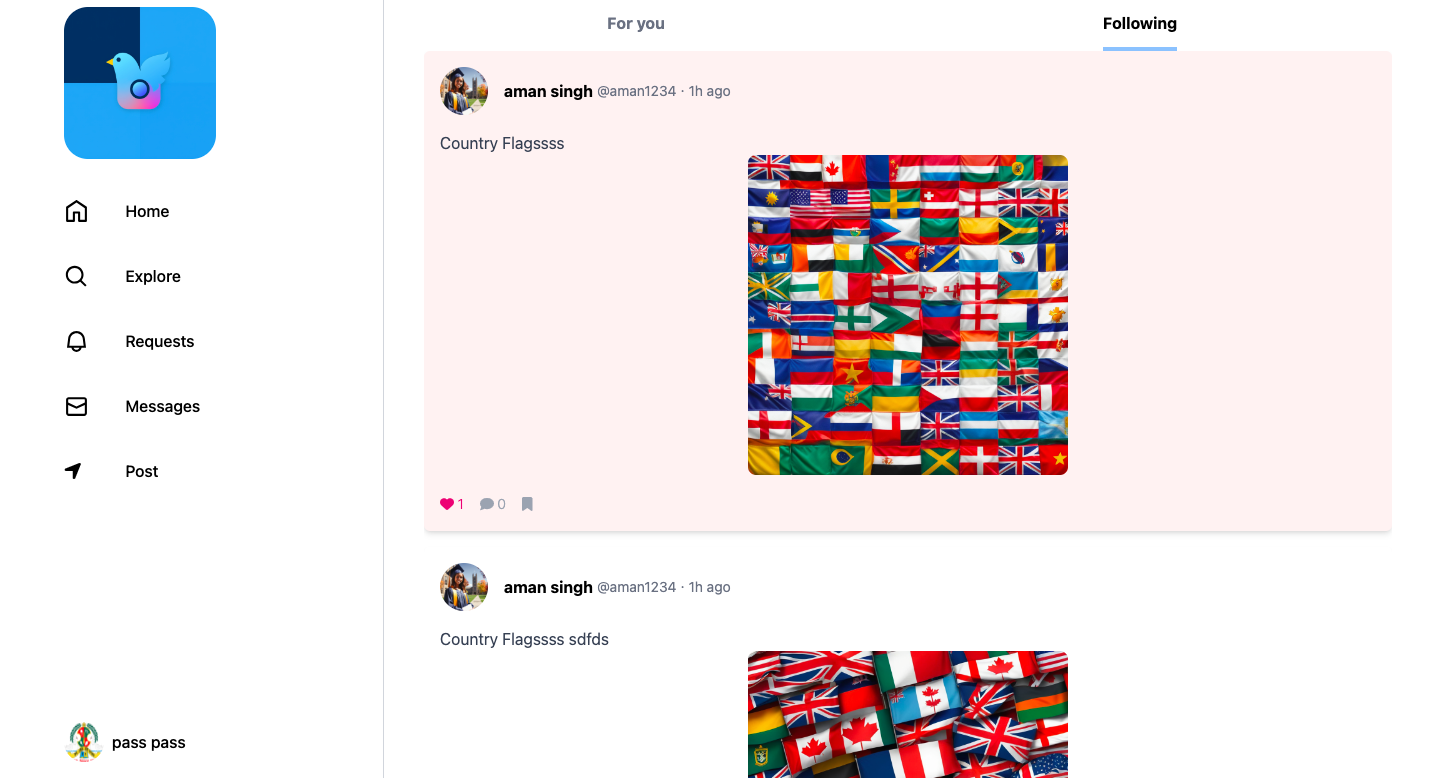 For you
Following
aman singh @aman1234 · 1h ago
Country Flagssss
1 0
Home
Explore
Requests
Messages
Post
aman singh @aman1234 · 1h ago
Country Flagssss sdfds
pass pass